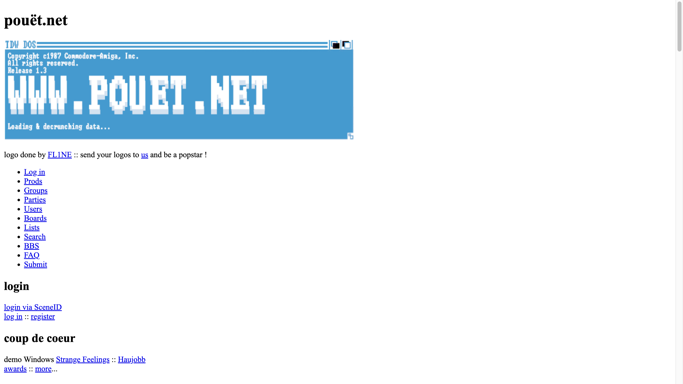 pouët.net
TDW DOS
Copyright c1987 Commodore-Amiga, Inc.
All rights reserved.
Release 1.3
WWW.POUET.NET
Loading & decrunching data...
logo done by FL1NE :: send your logos to us and be a popstar !
Log in
Prods
Groups
Parties
Users
Boards
Lists
Search
BBS
FAQ
Submit
login
login via SceneID
log in :: register
coup de coeur
demo Windows Strange Feelings :: Haujobb
awards :: more...